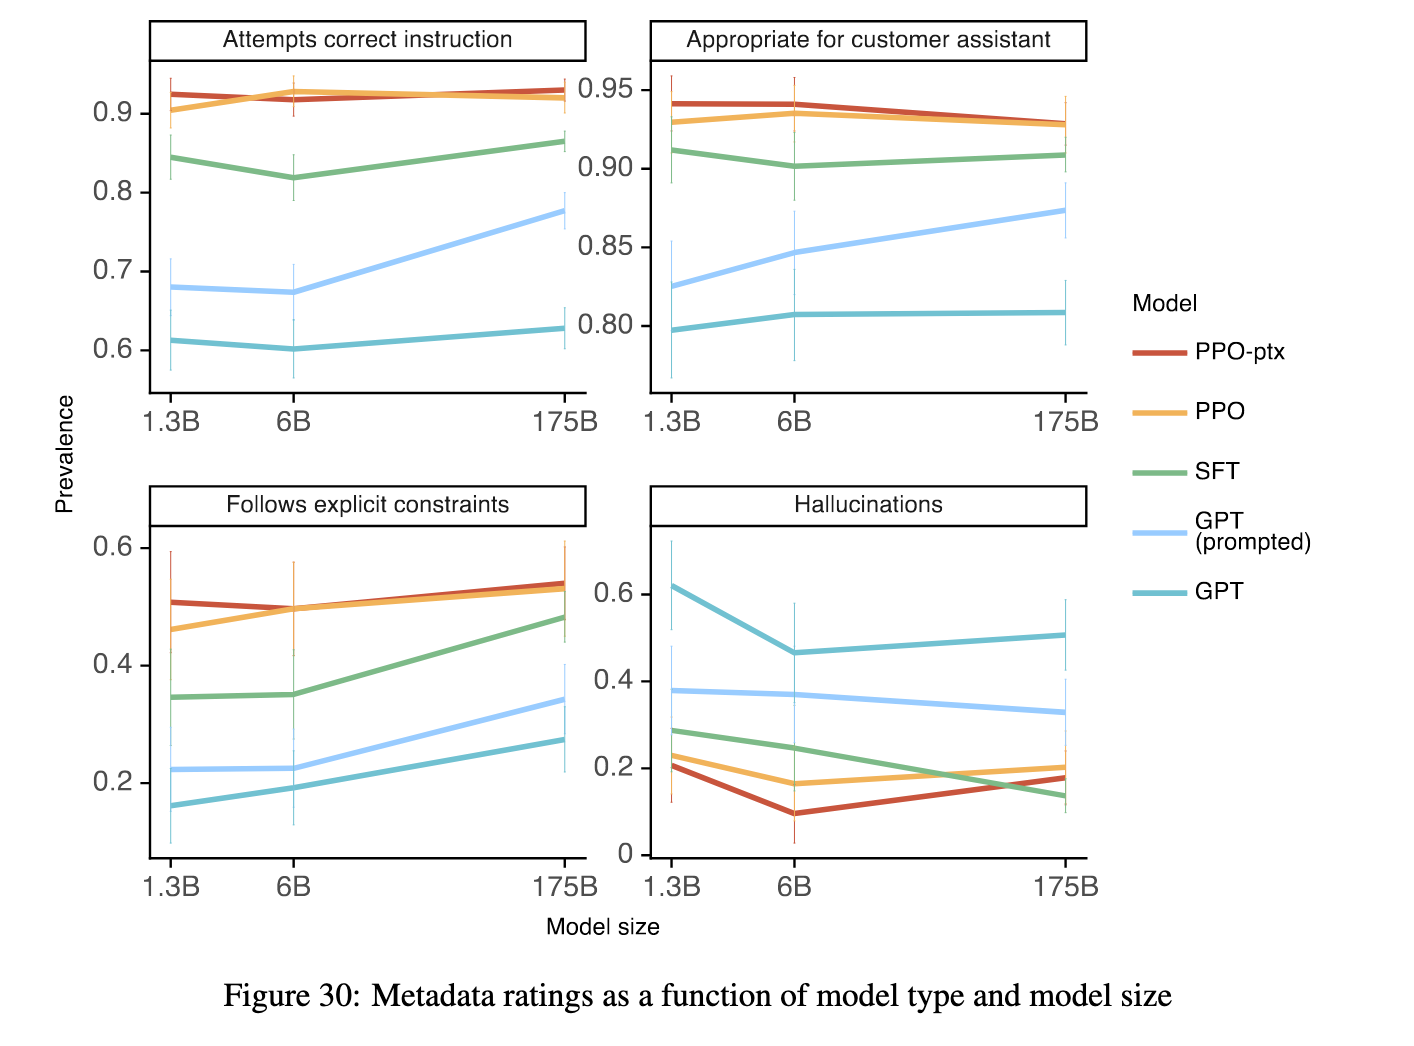 Attempts correct instruction
Appropriate for customer assistant
0.9
0.8
0.7
0.6
1.3B
6B
175B
0.95
0.90
0.85
0.80
1.3B
6B
175B
Prevalence
Follows explicit constraints
Hallucinations
0.6
0.4
0.2
1.3B
6B
175B
0.6
0.4
0.2
0
1.3B
6B
175B
Model size
Model
PPO-ptx
PPO
SFT
GPT
(prompted)
GPT
Figure 30: Metadata ratings as a function of model type and model size